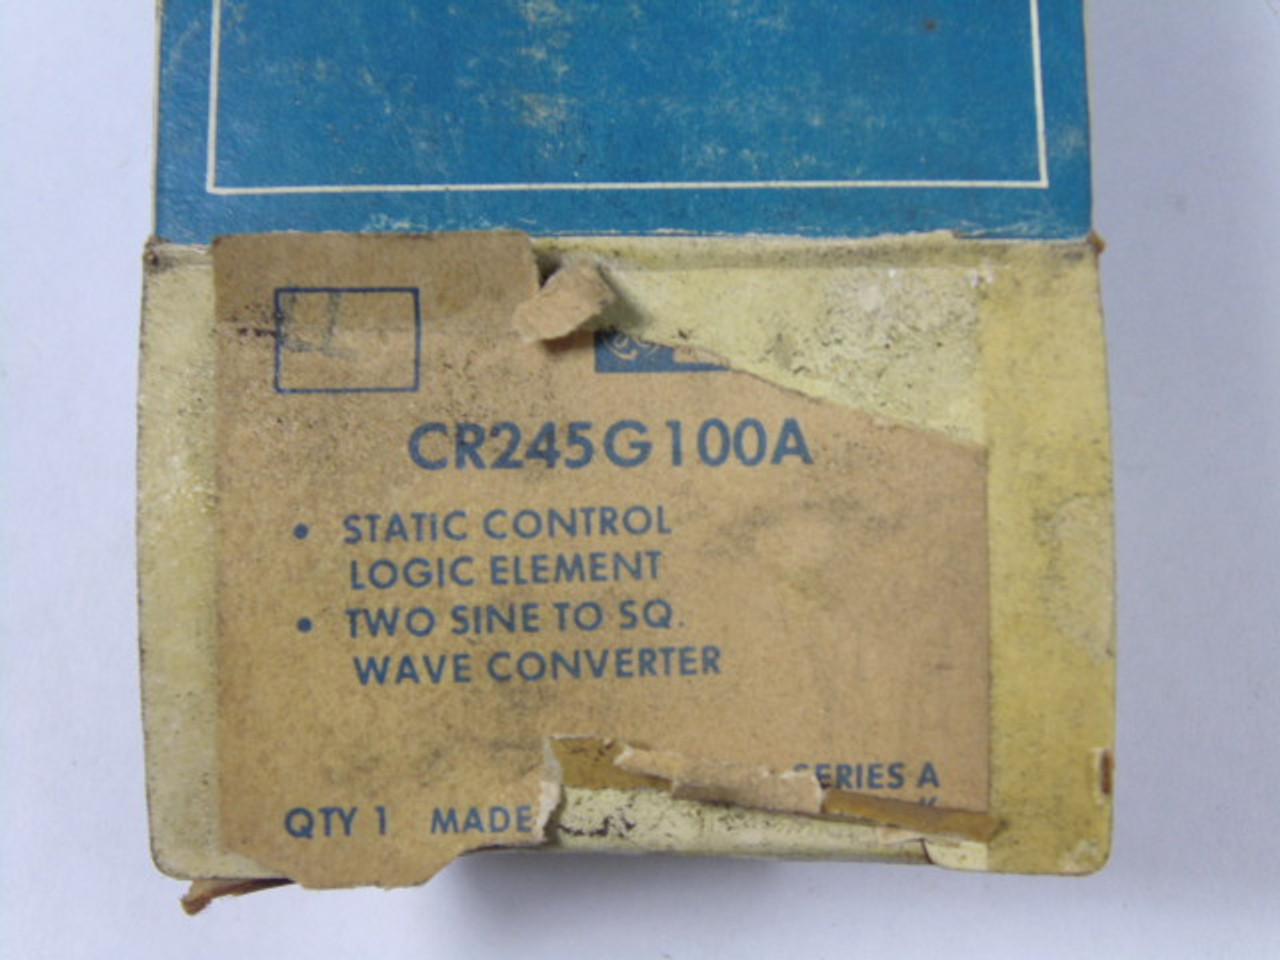 CR245G100A
• STATIC CONTROL
LOGIC ELEMENT
• TWO SINE TO SQ.
WAVE CONVERTER
SERIES A
QTY 1 MADE